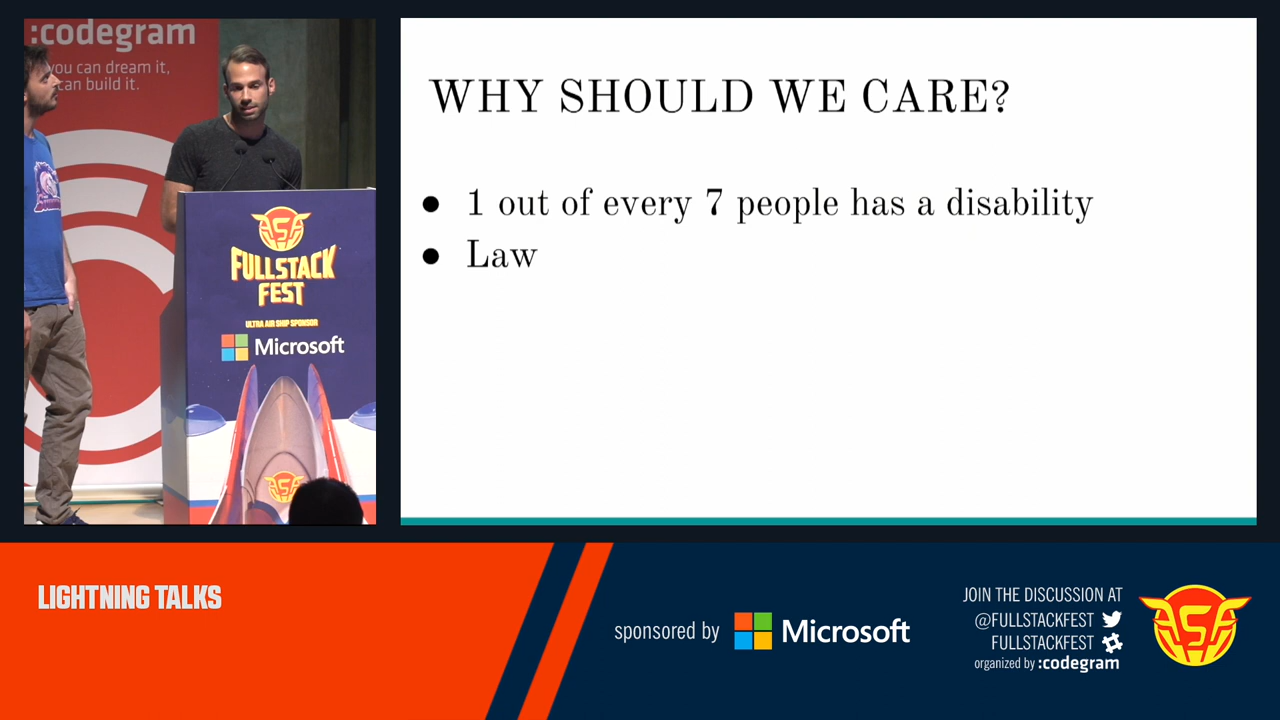 :codegram
you can dream it,
can build it.
FULLSTACK
FEST
ULTRA AIR SHIP SPONSOR
Microsoft
WHY SHOULD WE CARE?
● 1 out of every 7 people has a disability
● Law
LIGHTNING TALKS
sponsored by Microsoft
JOIN THE DISCUSSION AT
@FULLSTACKFEST
FULLSTACKFEST
organized by :codegram